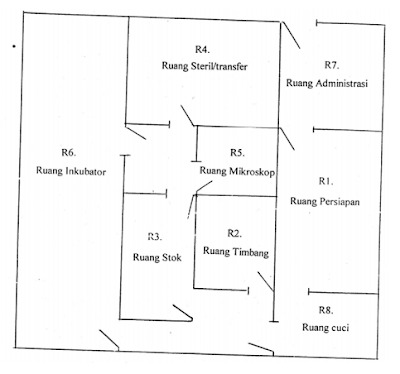 R4.
Ruang Steril/transfer
R7.
Ruang Administrasi
R6.
Ruang Inkubator
R5.
Ruang Mikroskop
R1.
Ruang Persiapan
R3.
Ruang Stok
R2.
Ruang Timbang
R8.
Ruang cuci